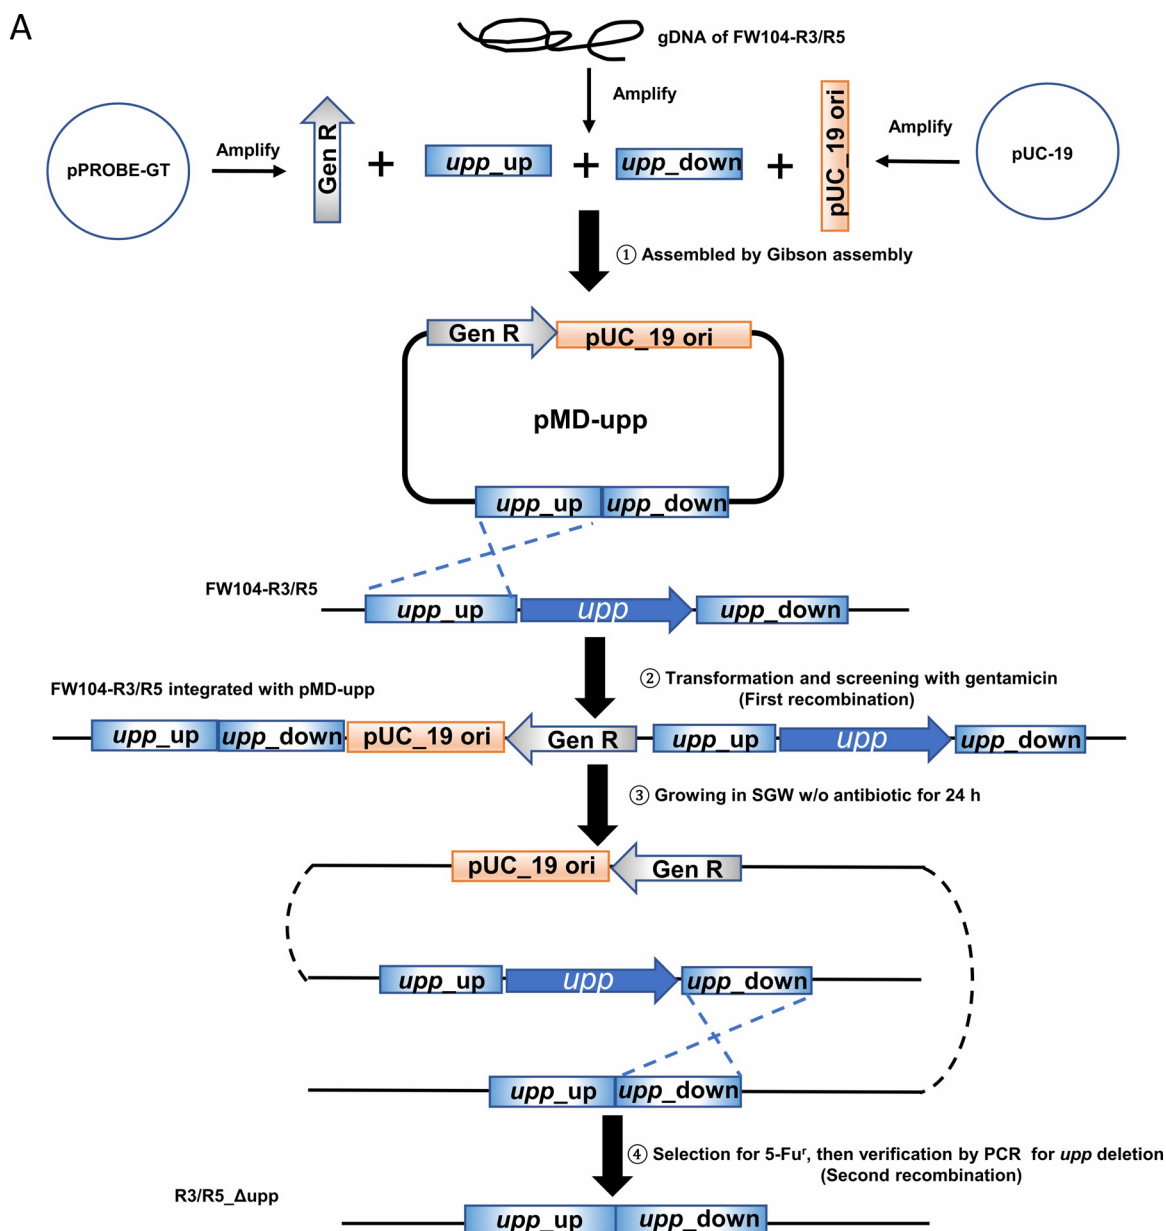 A
gDNA of FW104-R3/R5
Amplify
pPROBE-GT
Amplify
Gen R
+
upp_up
+
upp_down
+
pUC_19 ori
Amplify
pUC-19
① Assembled by Gibson assembly
Gen R
pUC_19 ori
pMD-upp
upp_up
upp_down
FW104-R3/R5
upp_up
upp
upp_down
② Transformation and screening with gentamicin
(First recombination)
FW104-R3/R5 integrated with pMD-upp
upp_up
upp_down
pUC_19 ori
Gen R
upp_up
upp
upp_down
③ Growing in SGW w/o antibiotic for 24 h
pUC_19 ori
Gen R
upp_up
upp
upp_down
upp_up
upp_down
④ Selection for 5-Fuʳ, then verification by PCR for upp deletion
(Second recombination)
R3/R5_Δupp
upp_up
upp_down